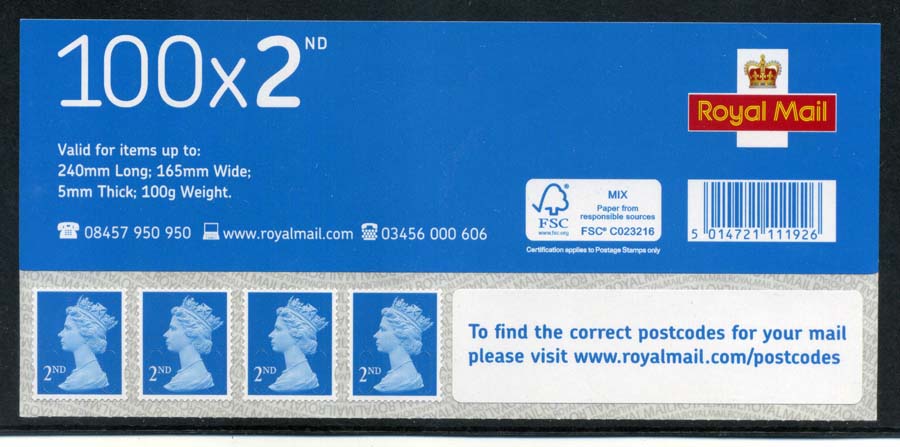 100x2ND
Royal Mail
Valid for items up to:
240mm Long; 165mm Wide;
5mm Thick; 100g Weight.
08457 950 950 www.royalmail.com 03456 000 606
FSC
www.fsc.org
MIX
Paper from
responsible sources
FSC® C023216
Certification applies to Postage Stamps only
5 014721 111926
2ND
2ND
2ND
2ND
To find the correct postcodes for your mail
please visit www.royalmail.com/postcodes